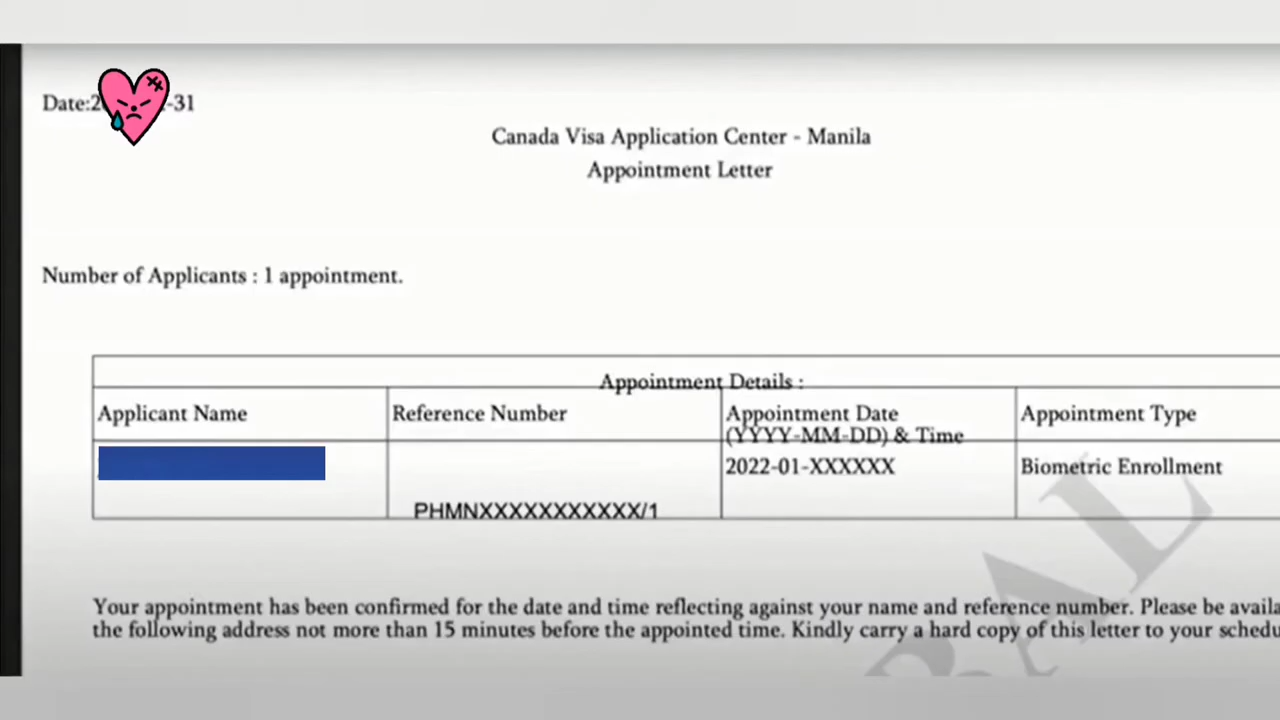 Date:2 -31
Canada Visa Application Center - Manila
Appointment Letter
Number of Applicants : 1 appointment.
Appointment Details :
Applicant Name Reference Number Appointment Date (YYYY-MM-DD) & Time Appointment Type
2022-01-XXXXXX Biometric Enrollment
PHMNXXXXXXXXXXX/1
Your appointment has been confirmed for the date and time reflecting against your name and reference number. Please be availa
the following address not more than 15 minutes before the appointed time. Kindly carry a hard copy of this letter to your schedu
BAL